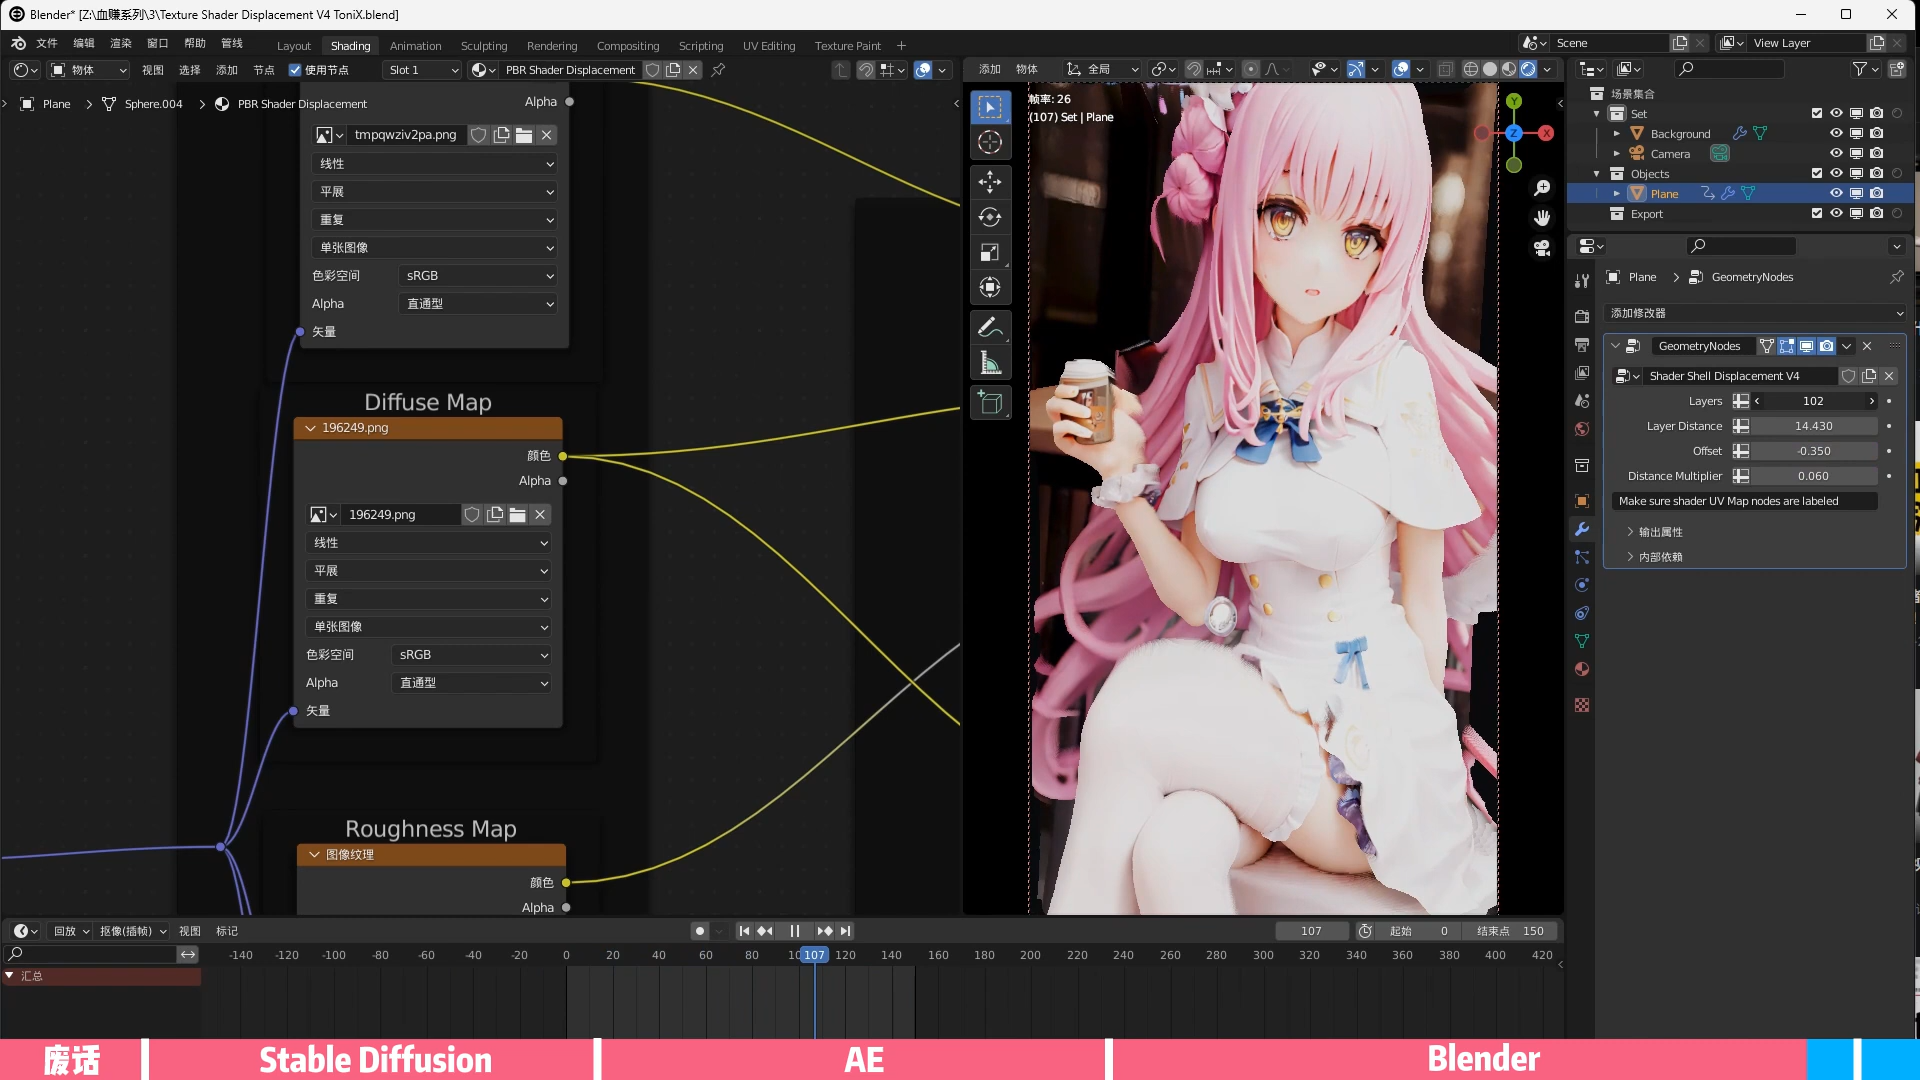 Blender* [Z:\血赚系列\3\Texture Shader Displacement V4 ToniX.blend]
文件 编辑 渲染 窗口 帮助 管线 Layout Shading Animation Sculpting Rendering Compositing Scripting UV Editing Texture Paint + Scene View Layer
物体 视图 选择 添加 节点 使用节点 Slot 1 PBR Shader Displacement 添加 物体 全局
Plane > Sphere.004 > PBR Shader Displacement
Alpha
tmpqwziv2pa.png
线性
平展
重复
单张图像
色彩空间 sRGB
Alpha 直通型
矢量
Diffuse Map
196249.png
颜色
Alpha
196249.png
线性
平展
重复
单张图像
色彩空间 sRGB
Alpha 直通型
矢量
Roughness Map
图像纹理
颜色
Alpha
帧率: 26
(107) Set | Plane
Y
X
Z
场景集合
Set
Background
Camera
Objects
Plane
Export
Plane > GeometryNodes
添加修改器
GeometryNodes
Shader Shell Displacement V4
Layers 102
Layer Distance 14.430
Offset -0.350
Distance Multiplier 0.060
Make sure shader UV Map nodes are labeled
输出属性
内部依赖
回放 抠像(插帧) 视图 标记 107 起始 0 结束点 150
-140 -120 -100 -80 -60 -40 -20 0 20 40 60 80 10 107 120 140 160 180 200 220 240 260 280 300 320 340 360 380 400 420
汇总
废话 Stable Diffusion AE Blender